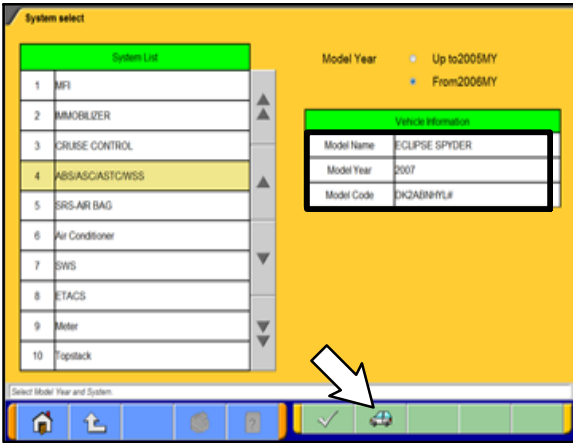 System select
System List
1 MFI
2 IMMOBILIZER
3 CRUISE CONTROL
4 ABS/ASC/ASTC/WSS
5 SRS-AIR BAG
6 Air Conditioner
7 SWS
8 ETACS
9 Meter
10 Topstack
Model Year
Up to2005MY
From2006MY
Vehicle Information
Model Name ECLIPSE SPYDER
Model Year 2007
Model Code DK2ABNHYL#
Select Model Year and System.
?